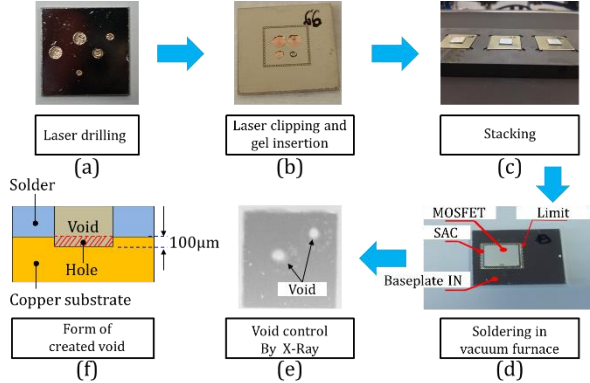 66
Laser drilling
Laser clipping and
gel insertion
Stacking
(a)
(b)
(c)
Solder
Void
100µm
Hole
Copper substrate
Void
MOSFET
Limit
SAC
Baseplate IN
Form of
created void
Void control
By X-Ray
Soldering in
vacuum furnace
(f)
(e)
(d)